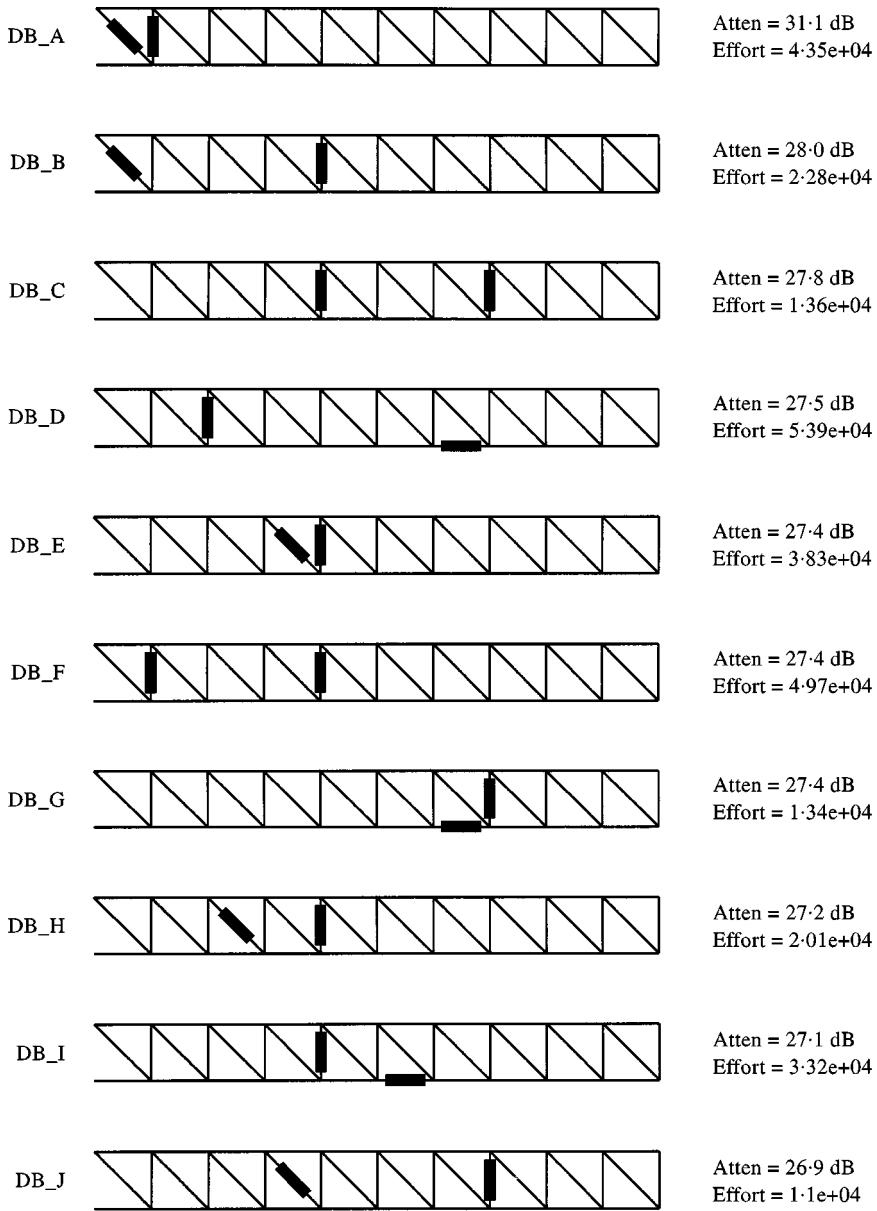 DB_A
Atten = 31·1 dB
Effort = 4·35e+04
DB_B
Atten = 28·0 dB
Effort = 2·28e+04
DB_C
Atten = 27·8 dB
Effort = 1·36e+04
DB_D
Atten = 27·5 dB
Effort = 5·39e+04
DB_E
Atten = 27·4 dB
Effort = 3·83e+04
DB_F
Atten = 27·4 dB
Effort = 4·97e+04
DB_G
Atten = 27·4 dB
Effort = 1·34e+04
DB_H
Atten = 27·2 dB
Effort = 2·01e+04
DB_I
Atten = 27·1 dB
Effort = 3·32e+04
DB_J
Atten = 26·9 dB
Effort = 1·1e+04